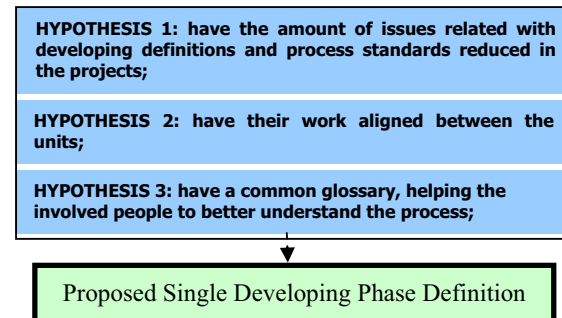 HYPOTHESIS 1: have the amount of issues related with
developing definitions and process standards reduced in
the projects;
HYPOTHESIS 2: have their work aligned between the
units;
HYPOTHESIS 3: have a common glossary, helping the
involved people to better understand the process;
Proposed Single Developing Phase Definition